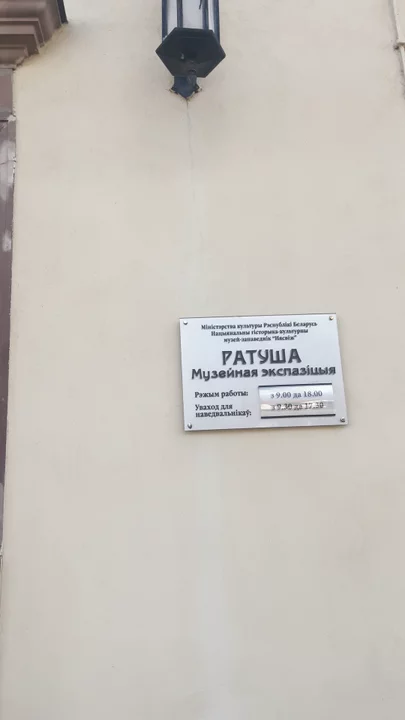 Міністэрства культуры Рэспублікі Беларусь
Нацыянальны гісторыка-культурны
музей-запаведнік "Нясвіж"
РАТУША
Музейная экспазіцыя
Рэжым работы: з 9.00 да 18.00
Уваход для з 9.30 да 17.30
наведвальнікаў: